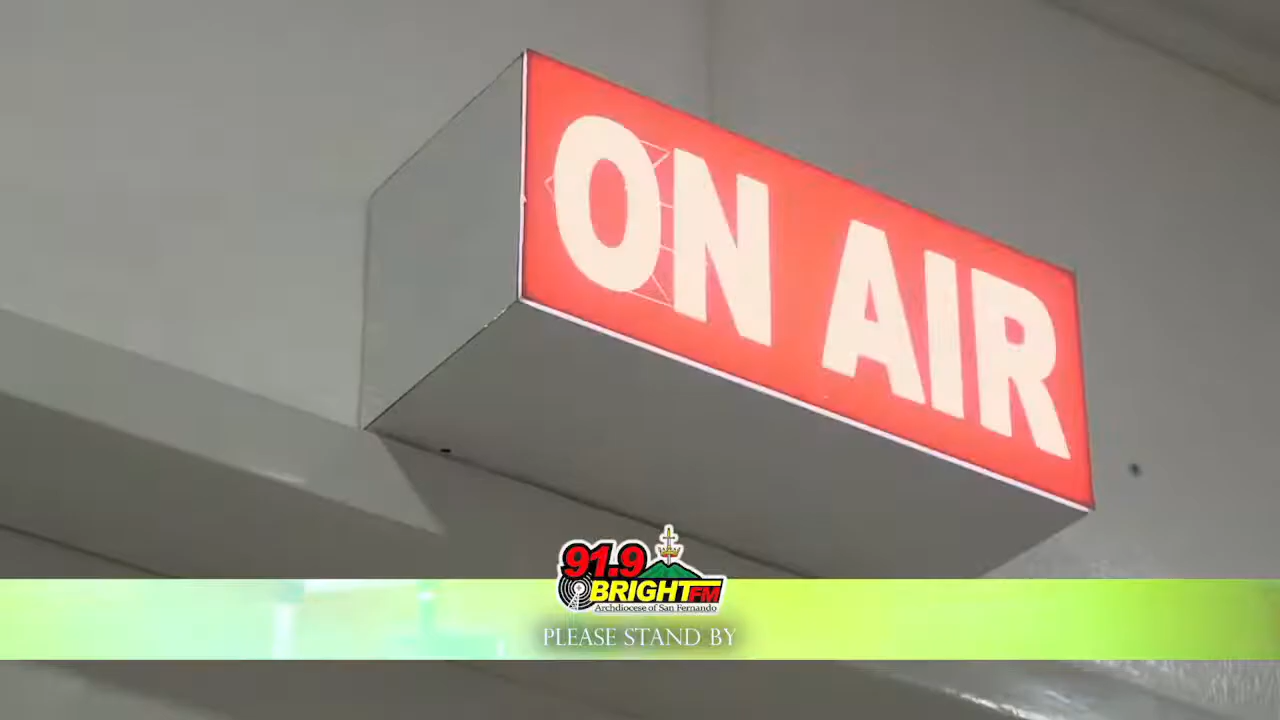 ON AIR
91.9
BRIGHT FM
Archdiocese of San Fernando
PLEASE STAND BY